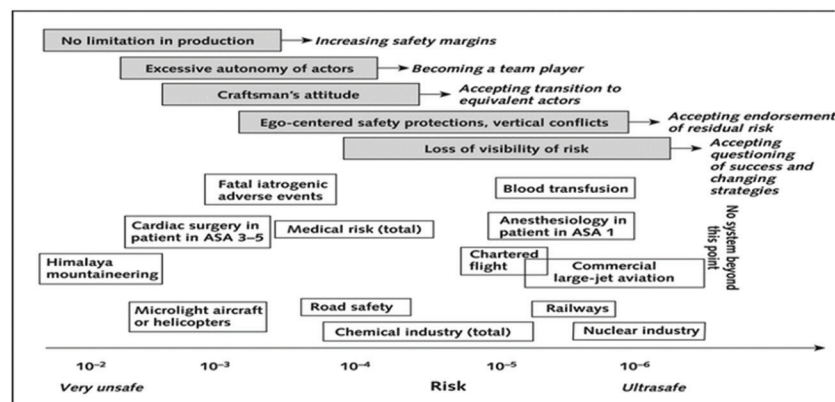 No limitation in production
Increasing safety margins
Excessive autonomy of actors
Becoming a team player
Craftsman's attitude
Accepting transition to
equivalent actors
Ego-centered safety protections, vertical conflicts
Accepting endorsement
of residual risk
Loss of visibility of risk
Accepting
questioning
of success and
changing
strategies
Fatal iatrogenic
adverse events
Blood transfusion
Cardiac surgery in
patient in ASA 3–5
Medical risk (total)
Anesthesiology in
patient in ASA 1
No system beyond
this point
Himalaya
mountaineering
Chartered
flight
Commercial
large-jet aviation
Microlight aircraft
or helicopters
Road safety
Railways
Chemical industry (total)
Nuclear industry
10⁻² 10⁻³ 10⁻⁴ 10⁻⁵ 10⁻⁶
Very unsafe Risk Ultrasafe